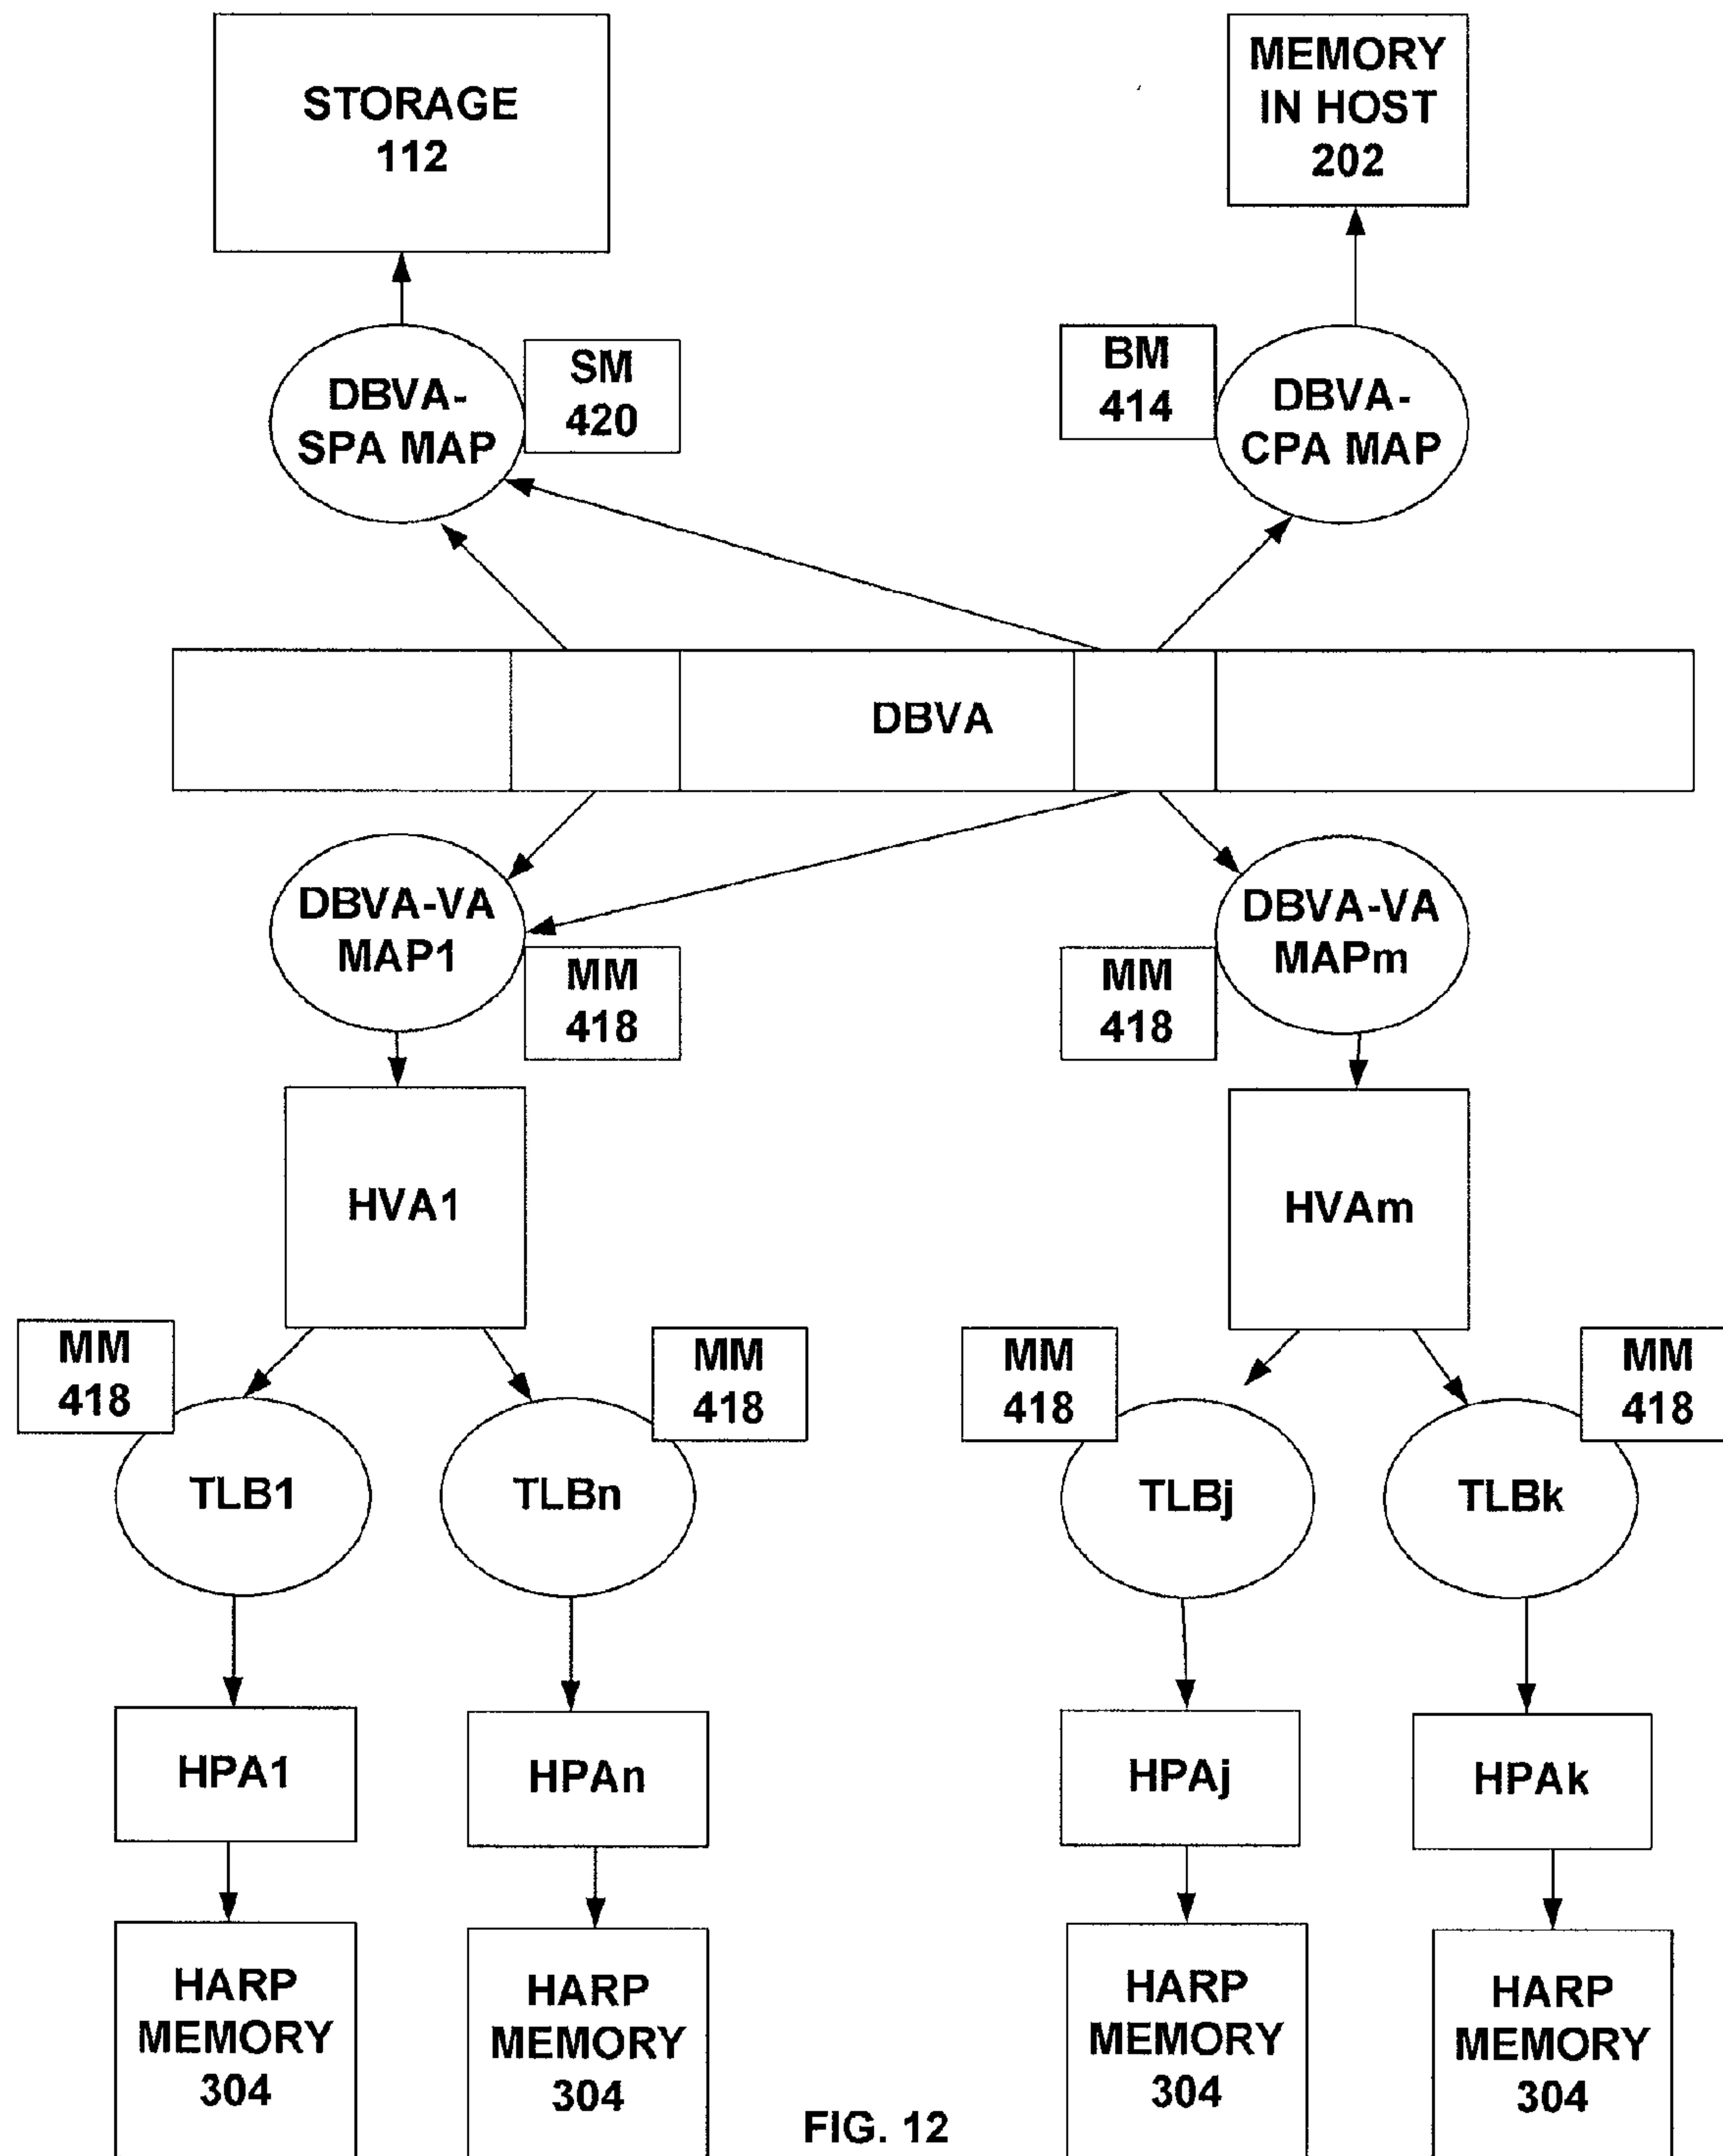 STORAGE
112
MEMORY
IN HOST
202
DBVA-
SPA MAP
SM
420
BM
414
DBVA-
CPA MAP
DBVA
DBVA-VA
MAP1
MM
418
MM
418
DBVA-VA
MAPm
HVA1
HVAm
MM
418
MM
418
MM
418
MM
418
TLB1
TLBn
TLBj
TLBk
HPA1
HPAn
HPAj
HPAk
HARP
MEMORY
304
HARP
MEMORY
304
HARP
MEMORY
304
HARP
MEMORY
304
FIG. 12